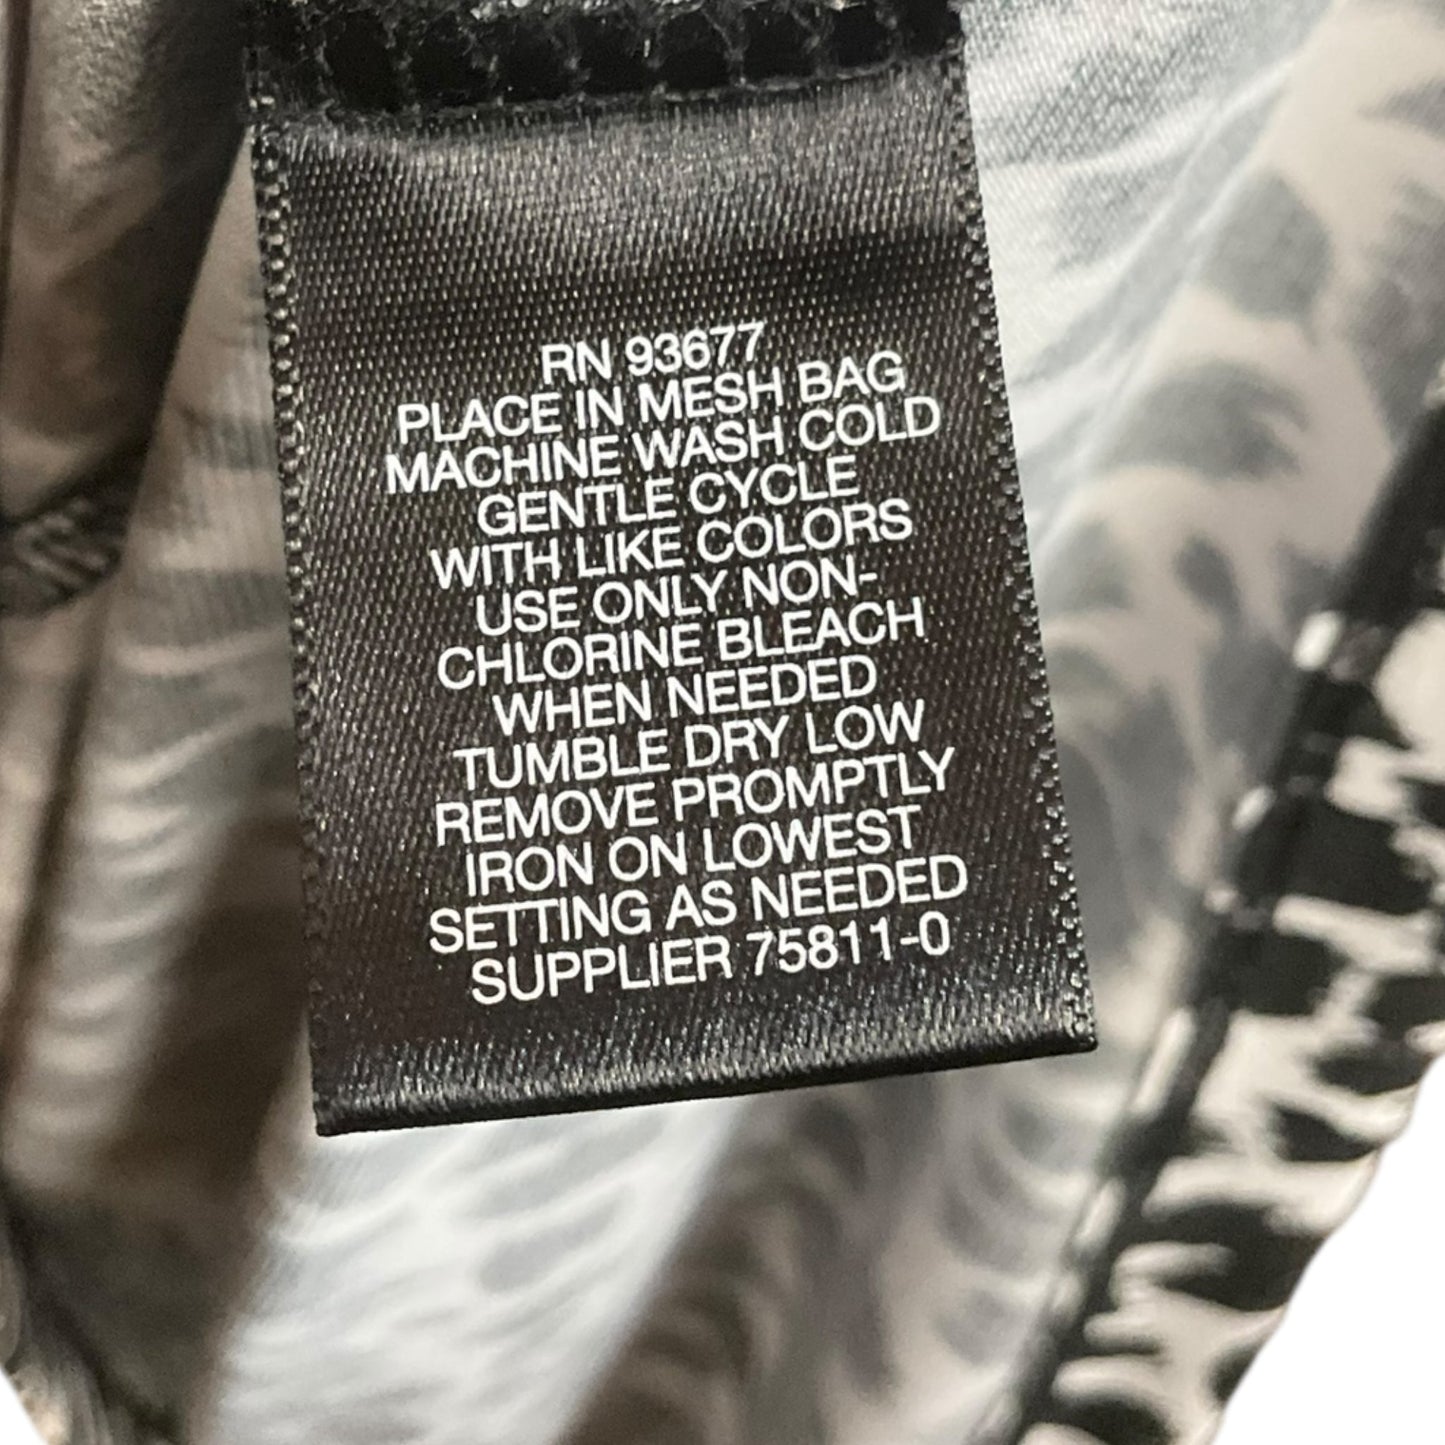 RN 93677
PLACE IN MESH BAG
MACHINE WASH COLD
GENTLE CYCLE
WITH LIKE COLORS
USE ONLY NON-
CHLORINE BLEACH
WHEN NEEDED
TUMBLE DRY LOW
REMOVE PROMPTLY
IRON ON LOWEST
SETTING AS NEEDED
SUPPLIER 75811-0